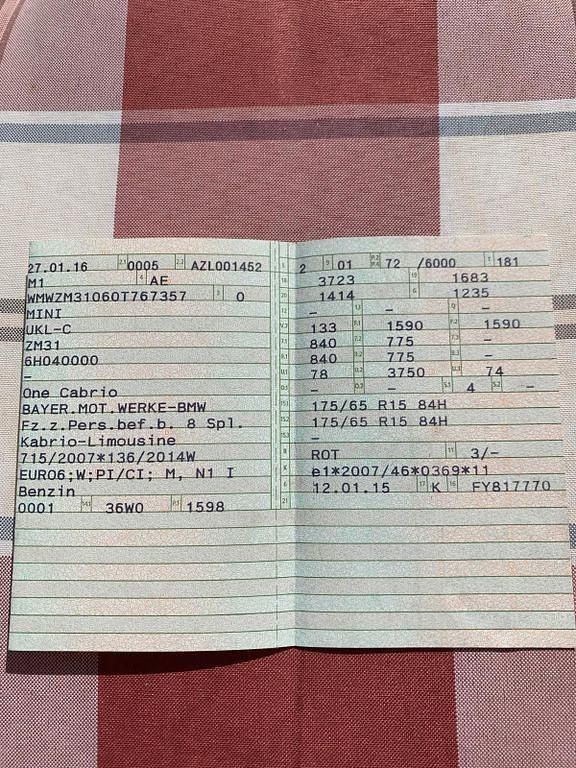 27.01.16 0005 AZL001452
M1 AE
WMWZM31060T767357 0
MINI
UKL-C
ZM31
6H040000
–
One Cabrio
BAYER.MOT.WERKE-BMW
Fz.z.Pers.bef.b. 8 Spl.
Kabrio-Limousine
715/2007*136/2014W
EURO6;W;PI/CI; M, N1 I
Benzin
0001 36W0 1598
2 01 72 /6000 181
3723 1683
1414 1235
– – –
133 1590 1590
840 775 –
840 775 –
78 3750 74
– – 4 –
175/65 R15 84H
175/65 R15 84H
–
ROT 3/–
e1*2007/46*0369*11
12.01.15 K FY817770